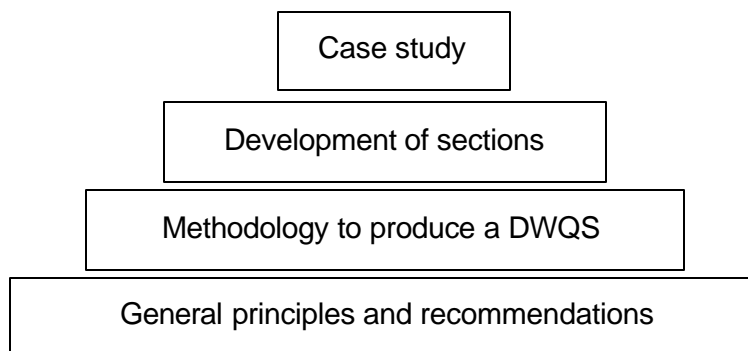 Case study
Development of sections
Methodology to produce a DWQS
General principles and recommendations